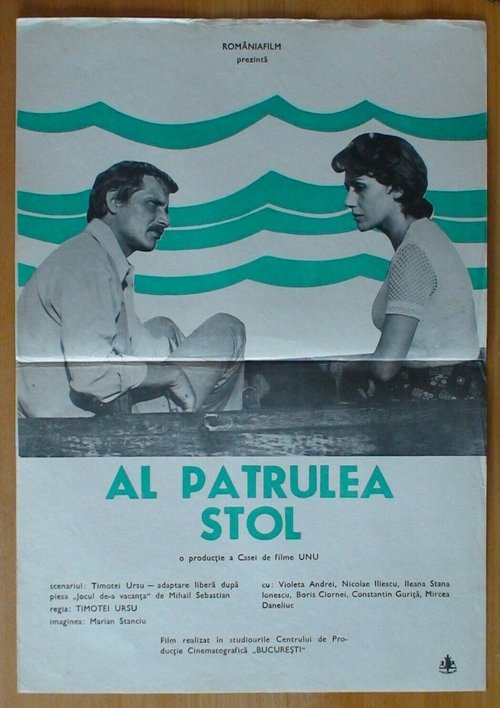 ROMÂNIAFILM
prezintă
AL PATRULEA
STOL
o producție a Casei de filme UNU
scenariul: Timotei Ursu — adaptare liberă după
piesa „Jocul de-a vacanța" de Mihail Sebastian
regia: TIMOTEI URSU
imaginea: Marian Stanciu
cu: Violeta Andrei, Nicolae Iliescu, Ileana Stana
Ionescu, Boris Ciornei, Constantin Guriță, Mircea
Daneliuc
Film realizat în studiourile Centrului de Pro-
ducție Cinematografică „BUCUREȘTI"